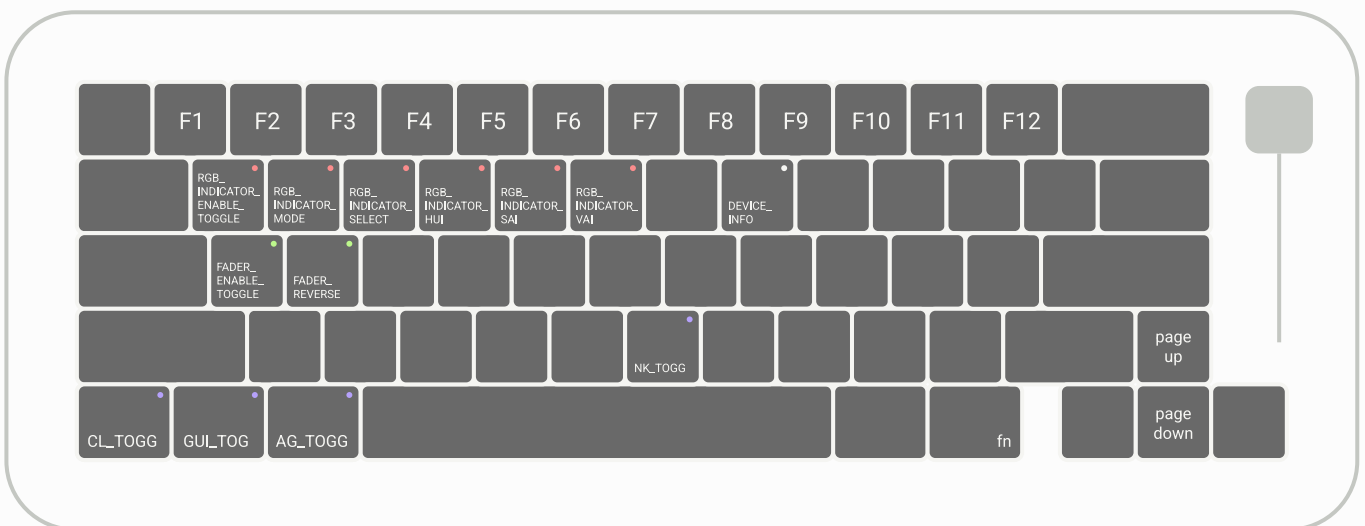 F1
F2
F3
F4
F5
F6
F7
F8
F9
F10
F11
F12
RGB_
INDICATOR_
ENABLE_
TOGGLE
RGB_
INDICATOR_
MODE
RGB_
INDICATOR_
SELECT
RGB_
INDICATOR_
HUI
RGB_
INDICATOR_
SAI
RGB_
INDICATOR_
VAI
DEVICE_
INFO
FADER_
ENABLE_
TOGGLE
FADER_
REVERSE
NK_TOGG
page
up
CL_TOGG
GUI_TOG
AG_TOGG
fn
page
down